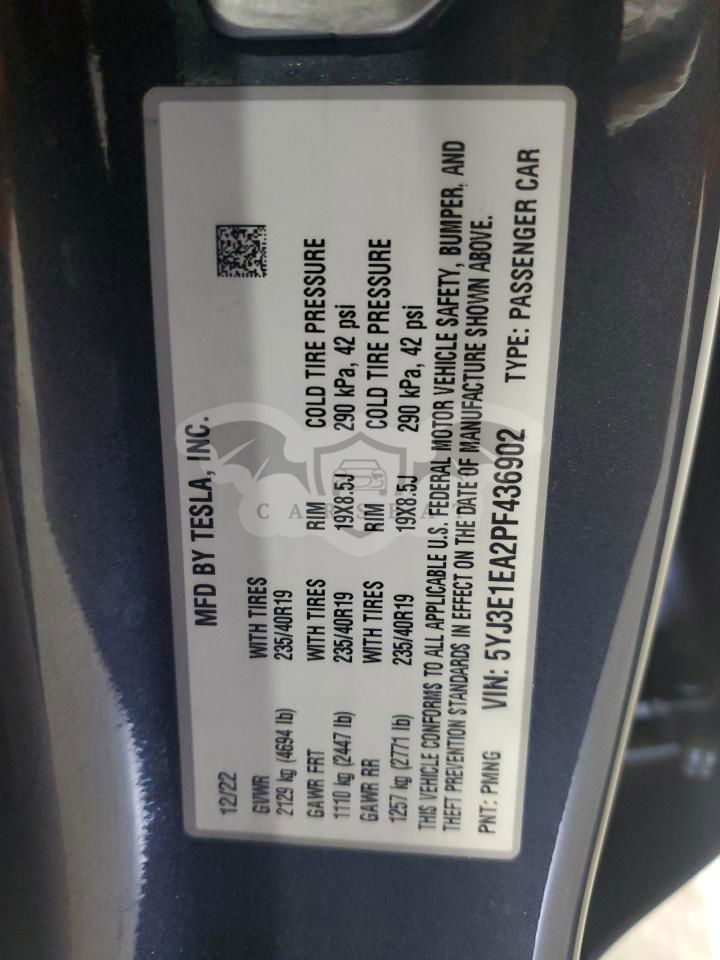 MFD BY TESLA, INC.
12/22
GVWR WITH TIRES
2129 kg (4694 lb) 235/40R19
GAWR FRT WITH TIRES RIM COLD TIRE PRESSURE
1110 kg (2447 lb) 235/40R19 19X8.5J 290 kPa, 42 psi
GAWR RR WITH TIRES RIM COLD TIRE PRESSURE
1257 kg (2771 lb) 235/40R19 19X8.5J 290 kPa, 42 psi
THIS VEHICLE CONFORMS TO ALL APPLICABLE U.S. FEDERAL MOTOR VEHICLE SAFETY, BUMPER, AND
THEFT PREVENTION STANDARDS IN EFFECT ON THE DATE OF MANUFACTURE SHOWN ABOVE.
PNT: PMNG VIN: 5YJ3E1EA2PF436902 TYPE: PASSENGER CAR